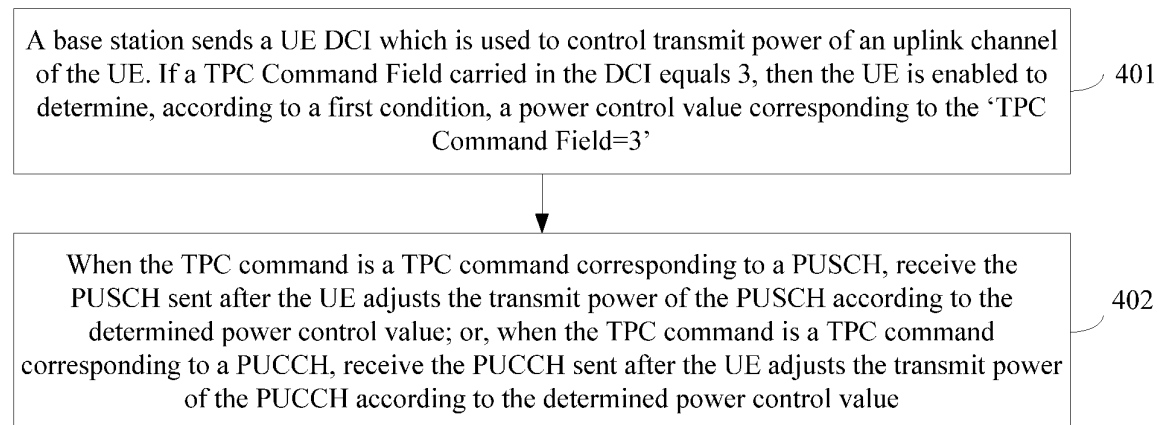 A base station sends a UE DCI which is used to control transmit power of an uplink channel
of the UE. If a TPC Command Field carried in the DCI equals 3, then the UE is enabled to
determine, according to a first condition, a power control value corresponding to the ‘TPC
Command Field=3’
401
When the TPC command is a TPC command corresponding to a PUSCH, receive the
PUSCH sent after the UE adjusts the transmit power of the PUSCH according to the
determined power control value; or, when the TPC command is a TPC command
corresponding to a PUCCH, receive the PUCCH sent after the UE adjusts the transmit power
of the PUCCH according to the determined power control value
402